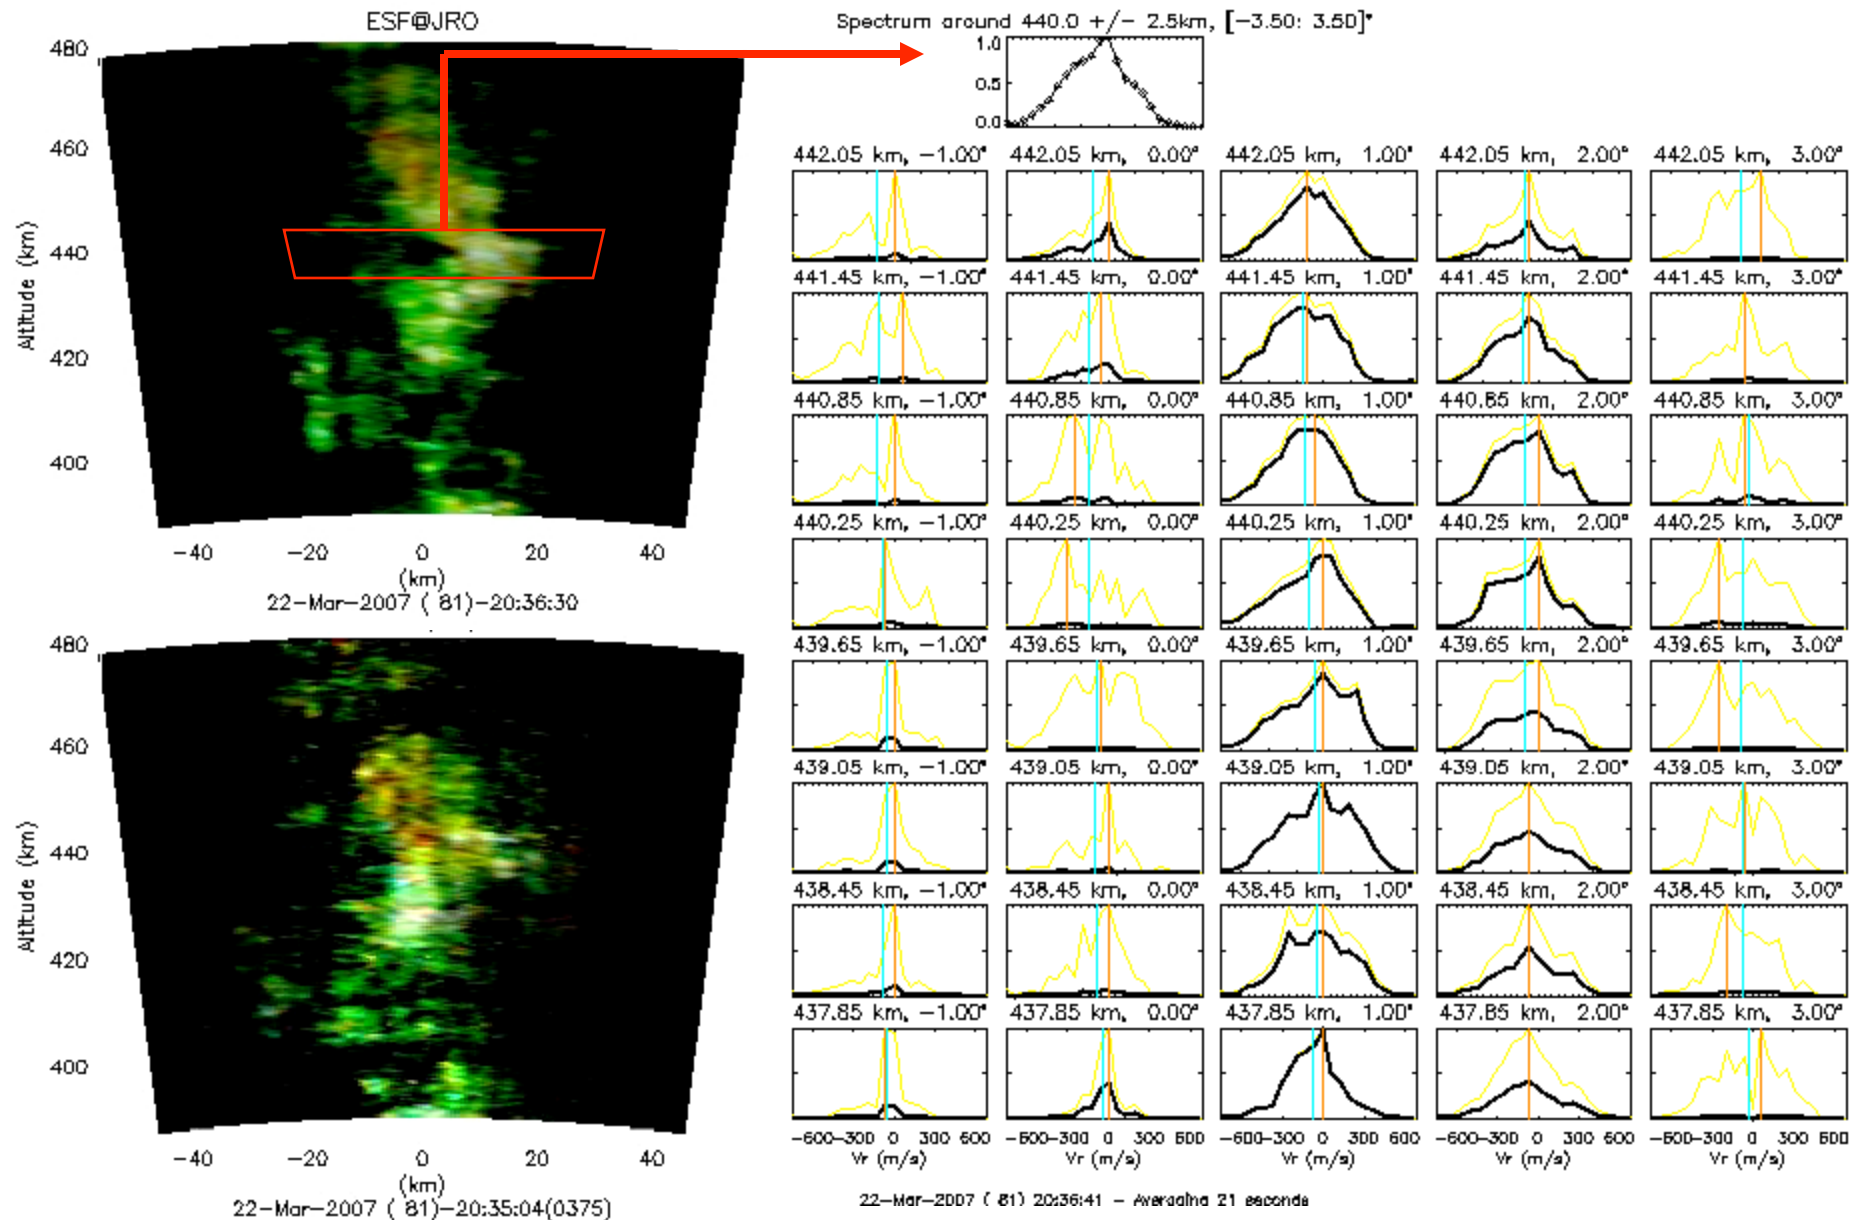 ESF@JRO
480
460
440
420
400
Altitude (km)
-40 -20 0 20 40
(km)
22-Mar-2007 ( 81)-20:36:30
480
460
440
420
400
Altitude (km)
-40 -20 0 20 40
(km)
22-Mar-2007 ( 81)-20:35:04(0375)
Spectrum around 440.0 +/- 2.5km, [-3.50: 3.50]°
1.0
0.5
0.0
442.05 km, -1.00° 442.05 km, 0.00° 442.05 km, 1.00° 442.05 km, 2.00° 442.05 km, 3.00°
441.45 km, -1.00° 441.45 km, 0.00° 441.45 km, 1.00° 441.45 km, 2.00° 441.45 km, 3.00°
440.85 km, -1.00° 440.85 km, 0.00° 440.85 km, 1.00° 440.85 km, 2.00° 440.85 km, 3.00°
440.25 km, -1.00° 440.25 km, 0.00° 440.25 km, 1.00° 440.25 km, 2.00° 440.25 km, 3.00°
439.65 km, -1.00° 439.65 km, 0.00° 439.65 km, 1.00° 439.65 km, 2.00° 439.65 km, 3.00°
439.05 km, -1.00° 439.05 km, 0.00° 439.05 km, 1.00° 439.05 km, 2.00° 439.05 km, 3.00°
438.45 km, -1.00° 438.45 km, 0.00° 438.45 km, 1.00° 438.45 km, 2.00° 438.45 km, 3.00°
437.85 km, -1.00° 437.85 km, 0.00° 437.85 km, 1.00° 437.85 km, 2.00° 437.85 km, 3.00°
-600-300 0 300 600 -600-300 0 300 600 -600-300 0 300 600 -600-300 0 300 600 -600-300 0 300 600
Vr (m/s) Vr (m/s) Vr (m/s) Vr (m/s) Vr (m/s)
22-Mar-2007 ( 81) 20:36:41 - Averaging 21 seconds